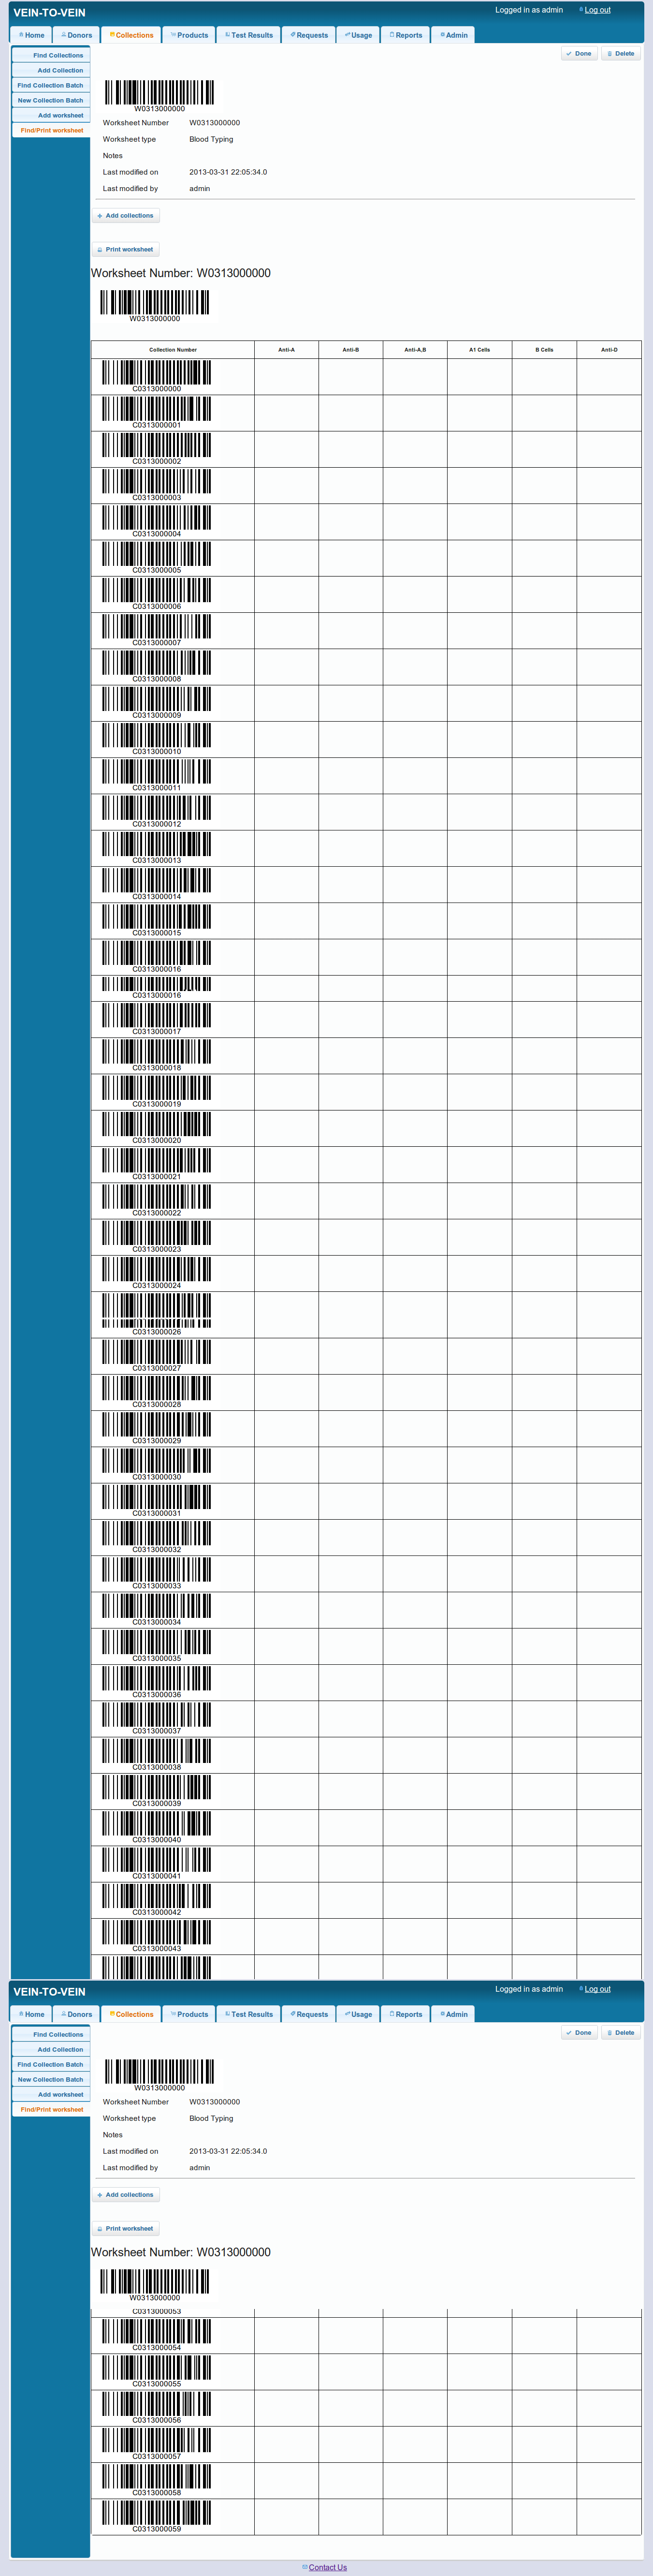 VEIN-TO-VEIN Logged in as admin Log out
Home Donors Collections Products Test Results Requests Usage Reports Admin
Find Collections Done Delete
Add Collection
Find Collection Batch
New Collection Batch
Add worksheet
Find/Print worksheet
W0313000000
Worksheet Number W0313000000
Worksheet type Blood Typing
Notes
Last modified on 2013-03-31 22:05:34.0
Last modified by admin
Add collections
Print worksheet
Worksheet Number: W0313000000
W0313000000
Collection Number Anti-A Anti-B Anti-A,B A1 Cells B Cells Anti-D
C0313000000
C0313000001
C0313000002
C0313000003
C0313000004
C0313000005
C0313000006
C0313000007
C0313000008
C0313000009
C0313000010
C0313000011
C0313000012
C0313000013
C0313000014
C0313000015
C0313000016
C0313000016
C0313000017
C0313000018
C0313000019
C0313000020
C0313000021
C0313000022
C0313000023
C0313000024
C0313000026
C0313000027
C0313000028
C0313000029
C0313000030
C0313000031
C0313000032
C0313000033
C0313000034
C0313000035
C0313000036
C0313000037
C0313000038
C0313000039
C0313000040
C0313000041
C0313000042
C0313000043
VEIN-TO-VEIN Logged in as admin Log out
Home Donors Collections Products Test Results Requests Usage Reports Admin
Find Collections Done Delete
Add Collection
Find Collection Batch
New Collection Batch
Add worksheet
Find/Print worksheet
W0313000000
Worksheet Number W0313000000
Worksheet type Blood Typing
Notes
Last modified on 2013-03-31 22:05:34.0
Last modified by admin
Add collections
Print worksheet
Worksheet Number: W0313000000
W0313000000
C0313000053
C0313000054
C0313000055
C0313000056
C0313000057
C0313000058
C0313000059
Contact Us